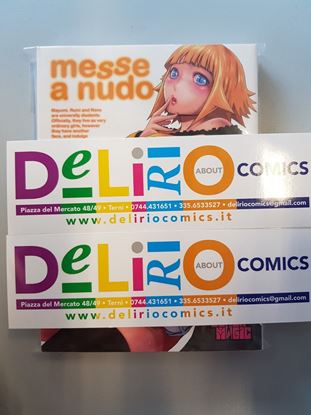 messe
a nudo
Mayumi, Rumi and Nana
are university students.
Officially, they live as very
ordinary girls, however
they have another
face, and indulge
DeLiRIO ABOUT COMICS
Piazza del Mercato 48/49 • Terni • 0744.431651 • 335.6533527 • deliriocomics@gmail.com
www.deliriocomics.it
DeLiRIO ABOUT COMICS
Piazza del Mercato 48/49 • Terni • 0744.431651 • 335.6533527 • deliriocomics@gmail.com
www.deliriocomics.it
MAGIC